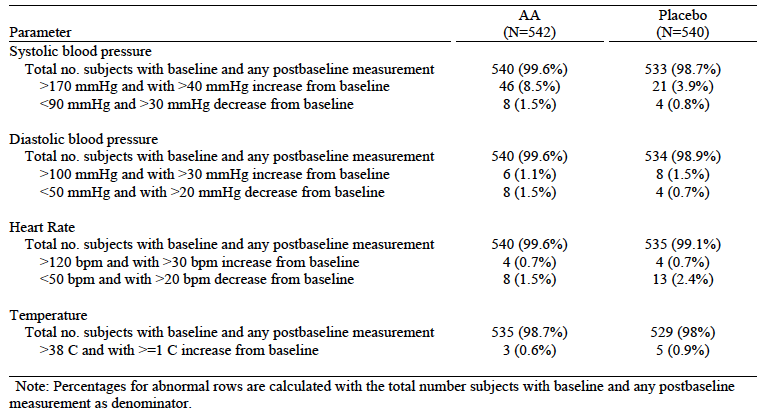 AA Placebo
Parameter (N=542) (N=540)
Systolic blood pressure
Total no. subjects with baseline and any postbaseline measurement 540 (99.6%) 533 (98.7%)
>170 mmHg and with >40 mmHg increase from baseline 46 (8.5%) 21 (3.9%)
<90 mmHg and >30 mmHg decrease from baseline 8 (1.5%) 4 (0.8%)
Diastolic blood pressure
Total no. subjects with baseline and any postbaseline measurement 540 (99.6%) 534 (98.9%)
>100 mmHg and with >30 mmHg increase from baseline 6 (1.1%) 8 (1.5%)
<50 mmHg and with >20 mmHg decrease from baseline 8 (1.5%) 4 (0.7%)
Heart Rate
Total no. subjects with baseline and any postbaseline measurement 540 (99.6%) 535 (99.1%)
>120 bpm and with >30 bpm increase from baseline 4 (0.7%) 4 (0.7%)
<50 bpm and with >20 bpm decrease from baseline 8 (1.5%) 13 (2.4%)
Temperature
Total no. subjects with baseline and any postbaseline measurement 535 (98.7%) 529 (98%)
>38 C and with >=1 C increase from baseline 3 (0.6%) 5 (0.9%)
Note: Percentages for abnormal rows are calculated with the total number subjects with baseline and any postbaseline
measurement as denominator.